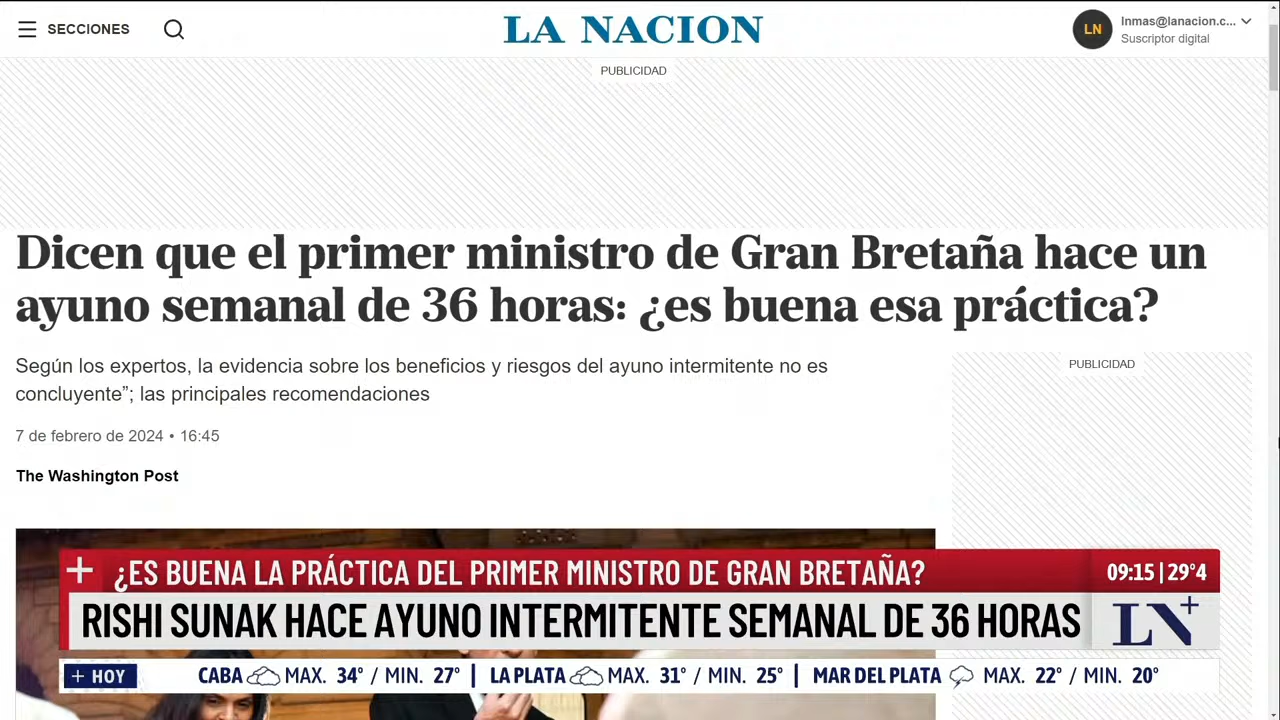 SECCIONES
LA NACION
LN
lnmas@lanacion.c...
Suscriptor digital
PUBLICIDAD
Dicen que el primer ministro de Gran Bretaña hace un
ayuno semanal de 36 horas: ¿es buena esa práctica?
Según los expertos, la evidencia sobre los beneficios y riesgos del ayuno intermitente no es
concluyente”; las principales recomendaciones
PUBLICIDAD
7 de febrero de 2024 • 16:45
The Washington Post
+ ¿ES BUENA LA PRÁCTICA DEL PRIMER MINISTRO DE GRAN BRETAÑA?
09:15 | 29°4
RISHI SUNAK HACE AYUNO INTERMITENTE SEMANAL DE 36 HORAS
LN+
+ HOY
CABA MAX. 34° / MIN. 27° | LA PLATA MAX. 31° / MIN. 25° | MAR DEL PLATA MAX. 22° / MIN. 20°